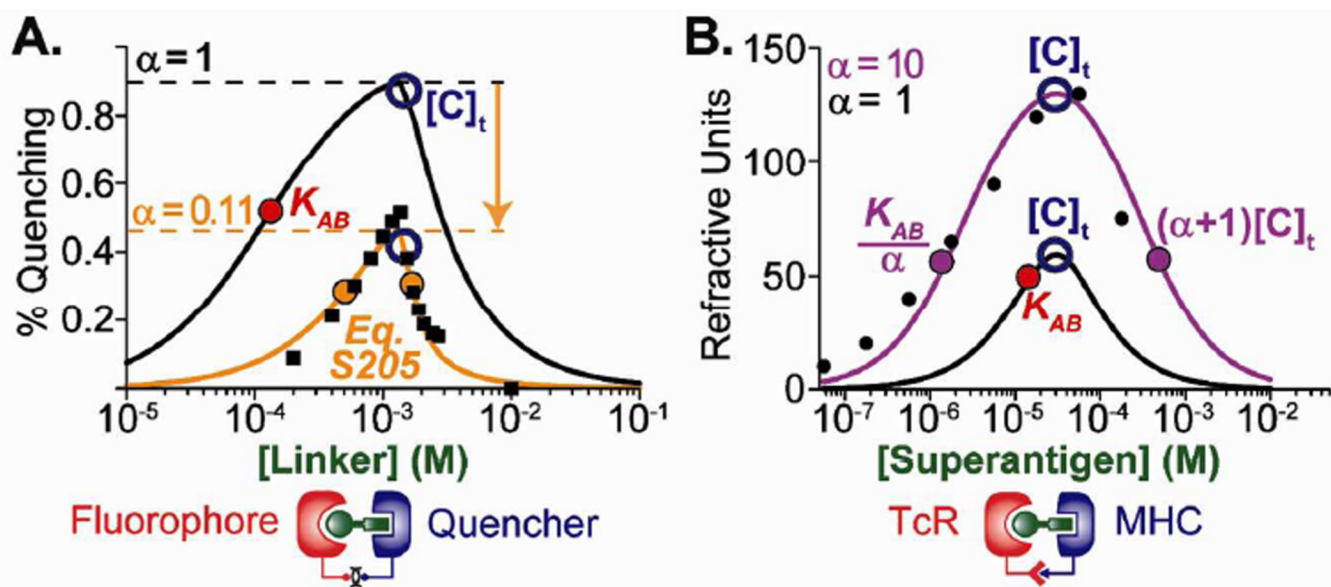 A.
α = 1
[C]t
KAB
α = 0.11
Eq.
S205
% Quenching
0.8
0.6
0.4
0.2
10-5
10-4
10-3
10-2
10-1
[Linker] (M)
Fluorophore
Quencher
B.
150
100
50
0
Refractive Units
α = 10
α = 1
[C]t
KAB
α
(α+1)[C]t
[C]t
KAB
10-7
10-6
10-5
10-4
10-3
10-2
[Superantigen] (M)
TcR
MHC